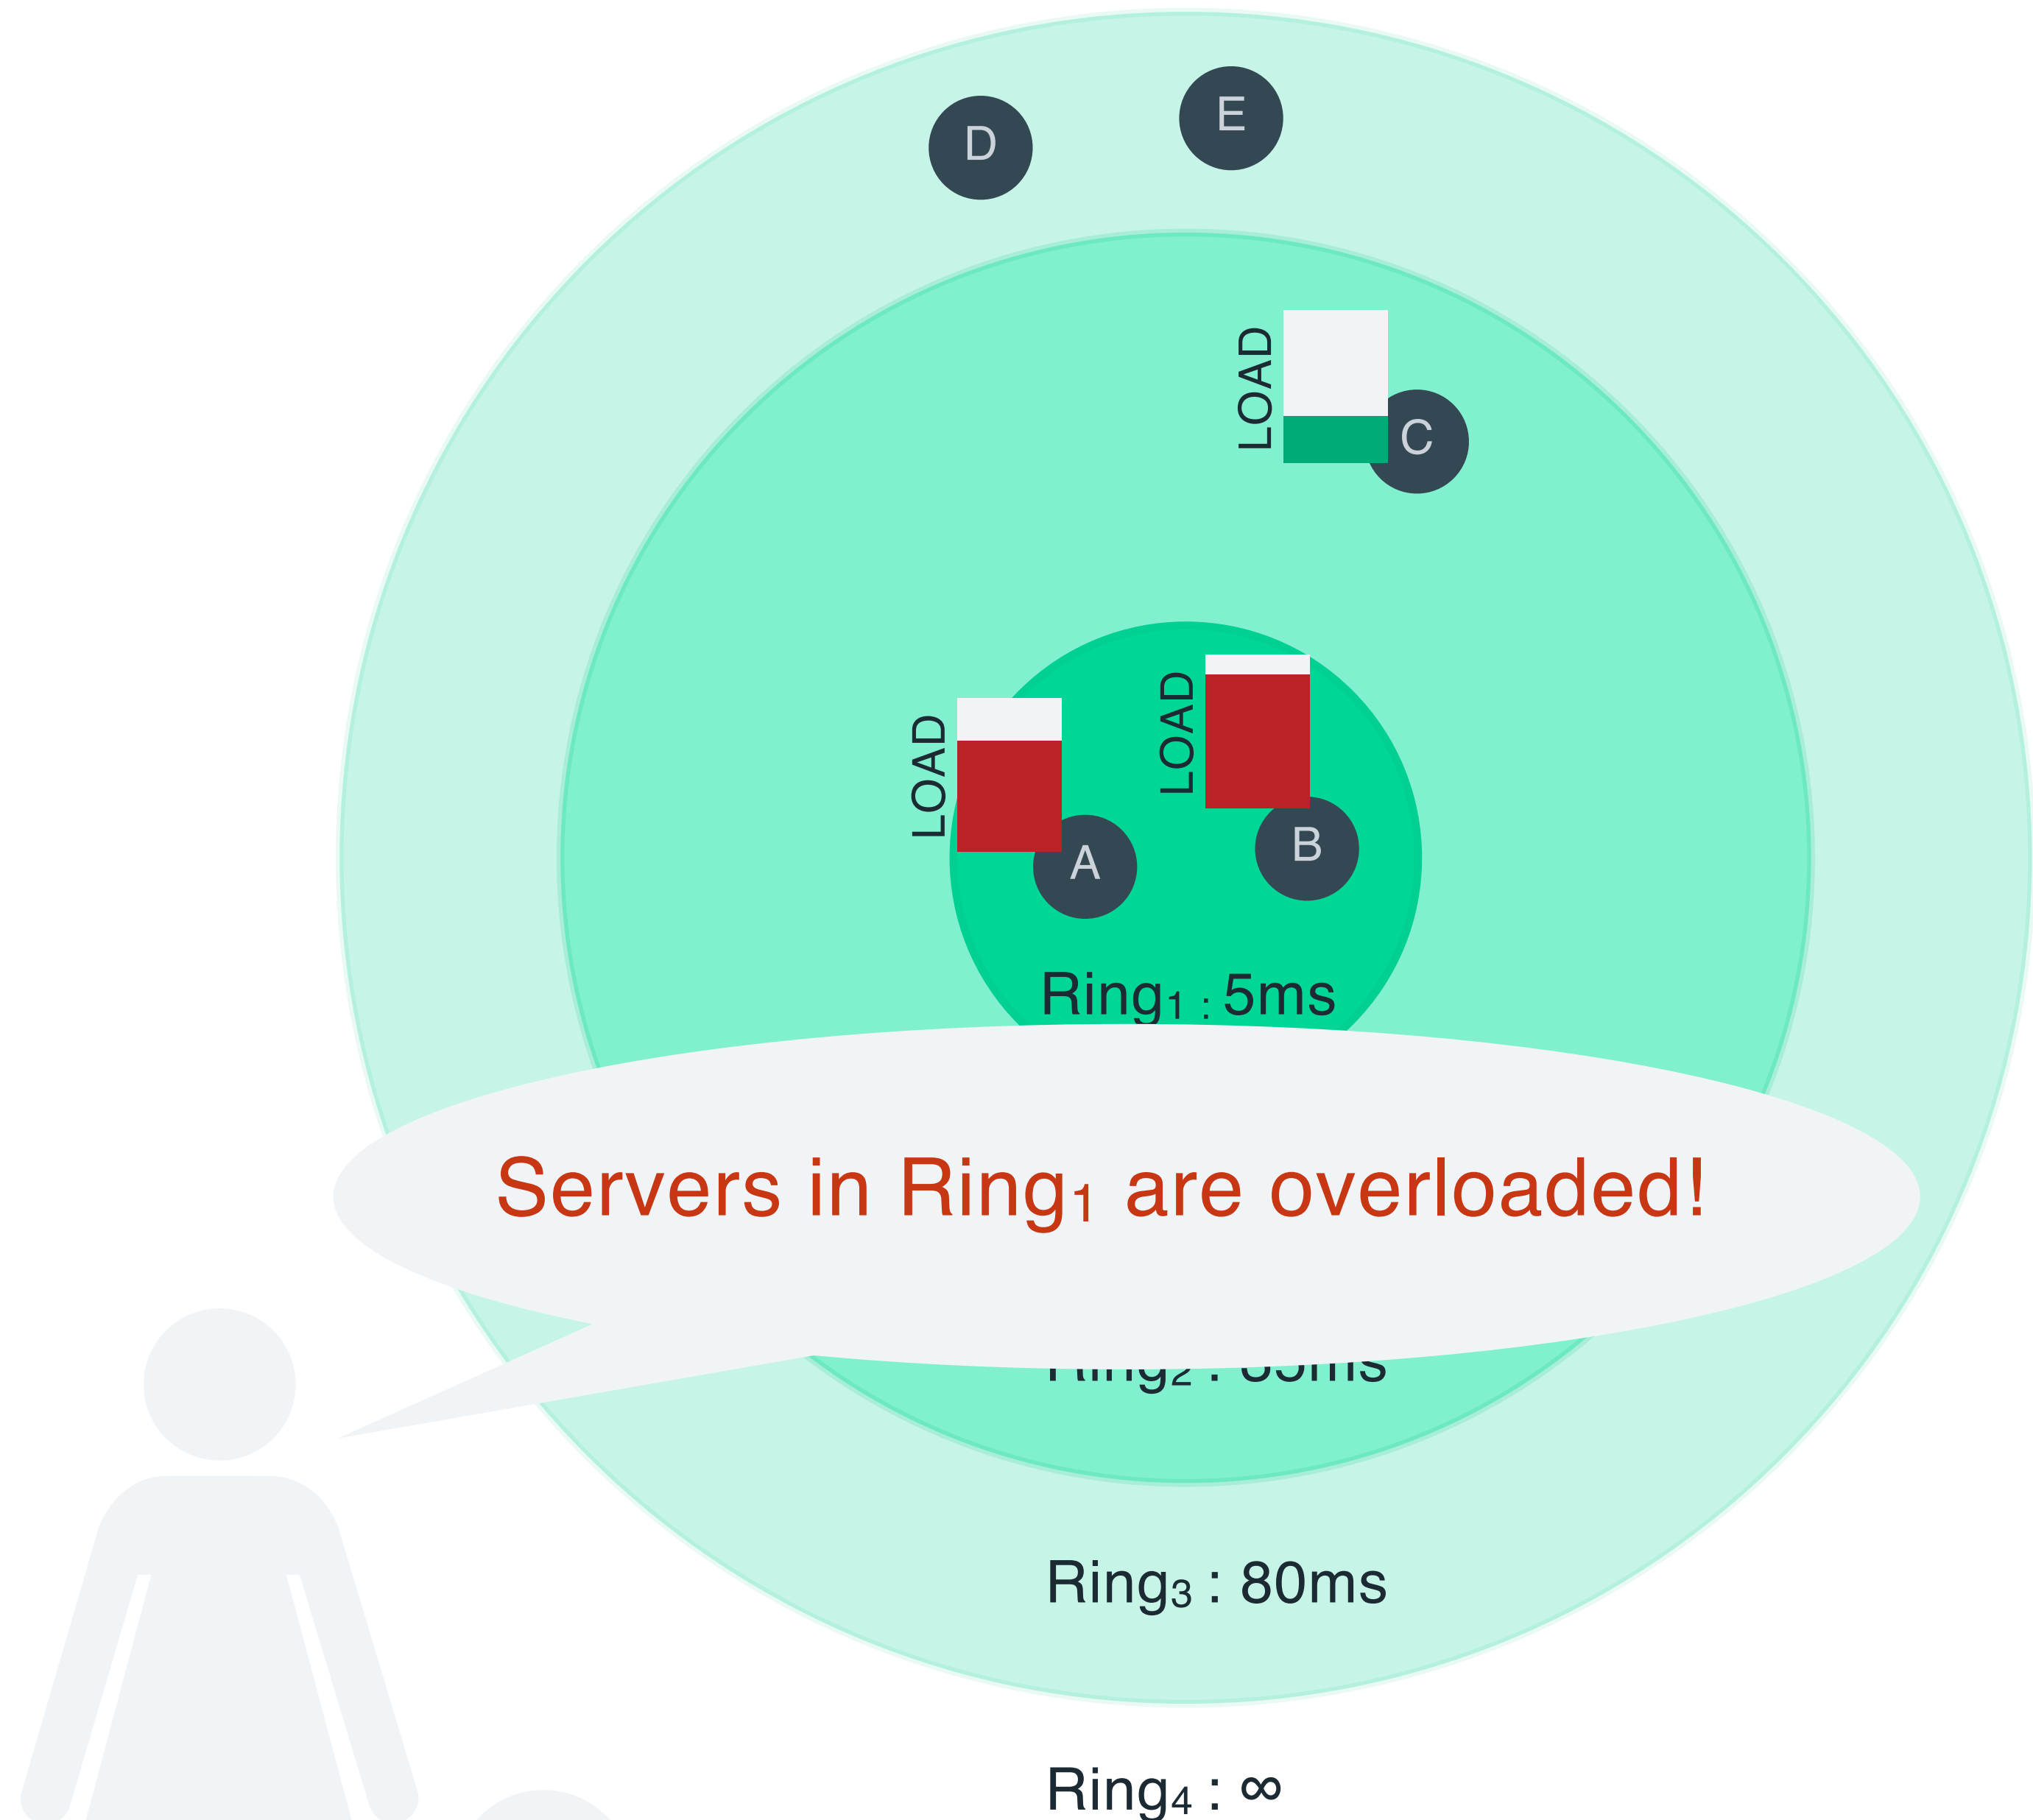 D
E
LOAD
C
LOAD
LOAD
A
B
Ring₁ : 5ms
Servers in Ring₁ are overloaded!
Ring₃ : 80ms
Ring₄ : ∞